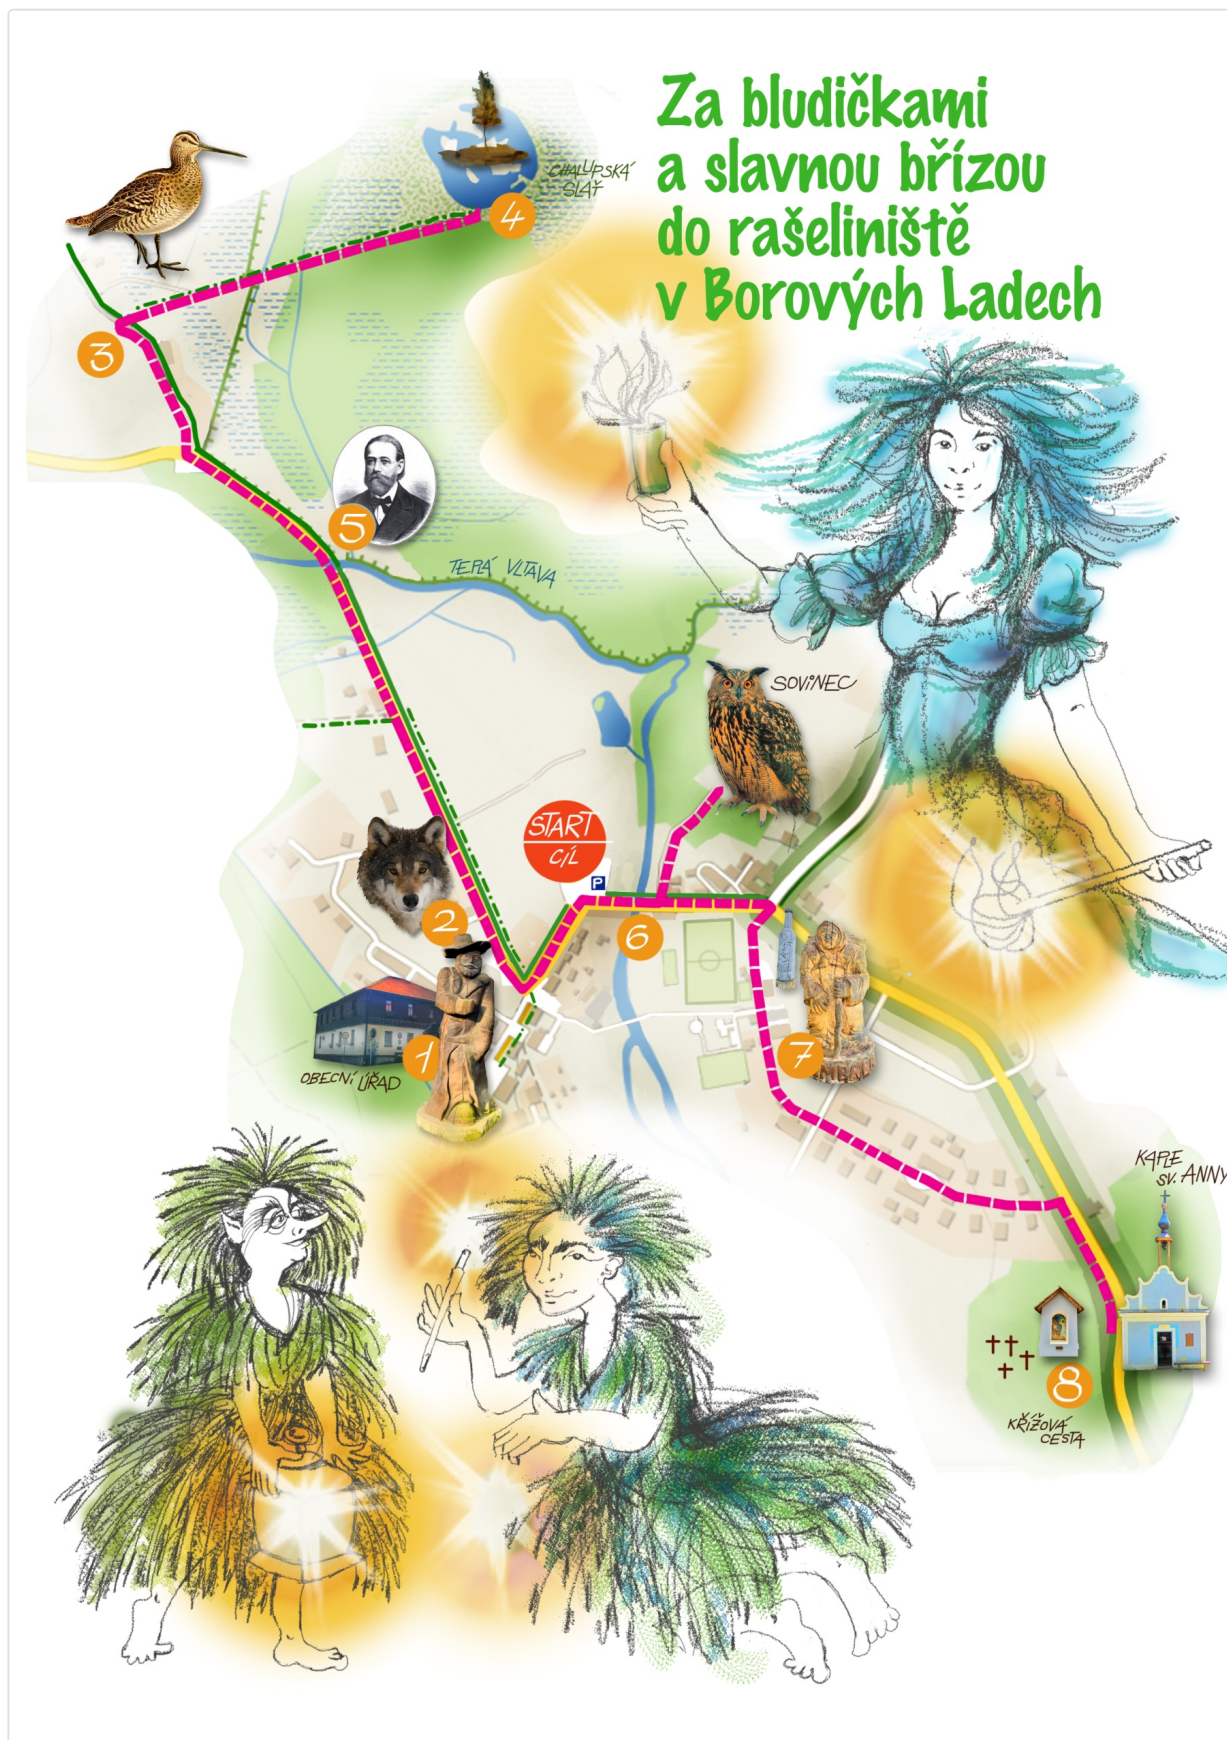 Za bludičkami
a slavnou břízou
do rašeliniště
v Borových Ladech
CHALUPSKÁ
SLAŤ
4
3
5
TEPLÁ VLTAVA
SOVINEC
START
CÍL
P
2
6
1
7
OBECNÍ ÚŘAD
KAPLE
SV. ANNY
8
KŘÍŽOVÁ
CESTA